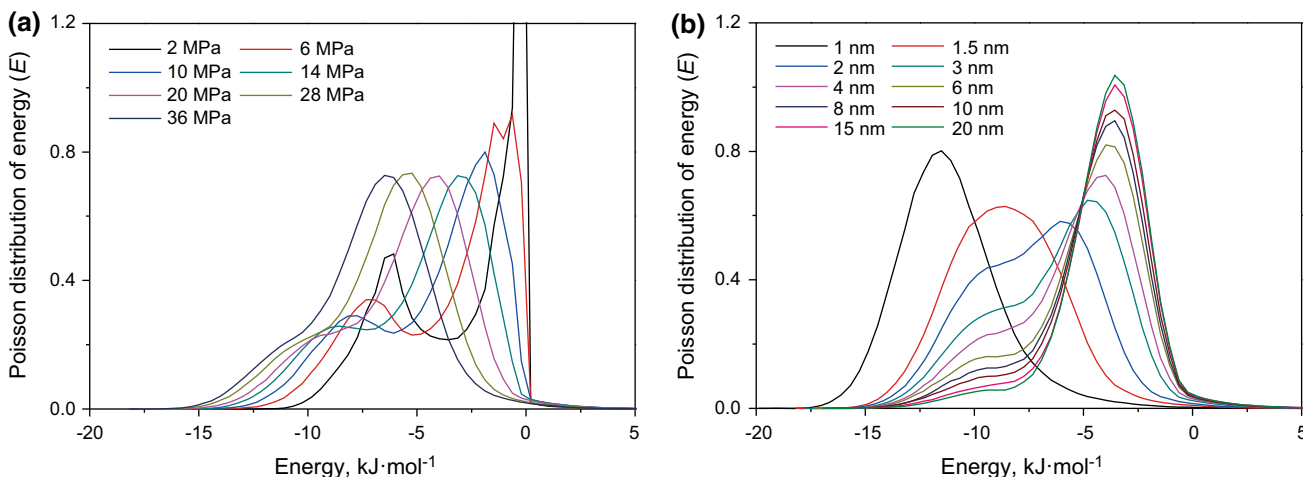 (a)
1.2
0.8
0.4
0.0
Poisson distribution of energy (E)
2 MPa
6 MPa
10 MPa
14 MPa
20 MPa
28 MPa
36 MPa
-20
-15
-10
-5
0
5
Energy, kJ·mol-1
(b)
1.2
0.8
0.4
0.0
Poisson distribution of energy (E)
1 nm
1.5 nm
2 nm
3 nm
4 nm
6 nm
8 nm
10 nm
15 nm
20 nm
-20
-15
-10
-5
0
5
Energy, kJ·mol-1